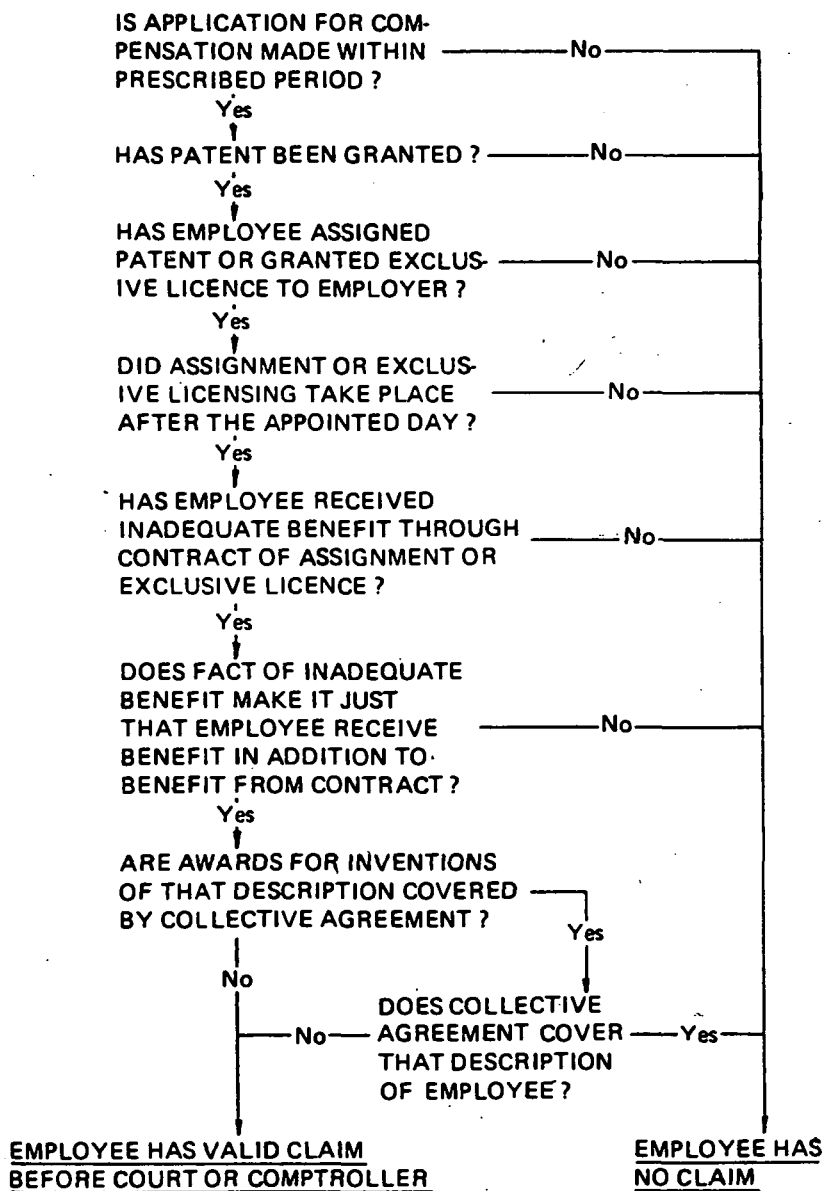 IS APPLICATION FOR COM-
PENSATION MADE WITHIN
PRESCRIBED PERIOD ?
No
Yes
HAS PATENT BEEN GRANTED ?
No
Yes
HAS EMPLOYEE ASSIGNED
PATENT OR GRANTED EXCLUS-
IVE LICENCE TO EMPLOYER ?
No
Yes
DID ASSIGNMENT OR EXCLUS-
IVE LICENSING TAKE PLACE
AFTER THE APPOINTED DAY ?
No
Yes
HAS EMPLOYEE RECEIVED
INADEQUATE BENEFIT THROUGH
CONTRACT OF ASSIGNMENT OR
EXCLUSIVE LICENCE ?
No
Yes
DOES FACT OF INADEQUATE
BENEFIT MAKE IT JUST
THAT EMPLOYEE RECEIVE
BENEFIT IN ADDITION TO
BENEFIT FROM CONTRACT ?
No
Yes
ARE AWARDS FOR INVENTIONS
OF THAT DESCRIPTION COVERED
BY COLLECTIVE AGREEMENT ?
Yes
No
DOES COLLECTIVE
AGREEMENT COVER
THAT DESCRIPTION
OF EMPLOYEE ?
No
Yes
EMPLOYEE HAS VALID CLAIM
BEFORE COURT OR COMPTROLLER
EMPLOYEE HAS
NO CLAIM